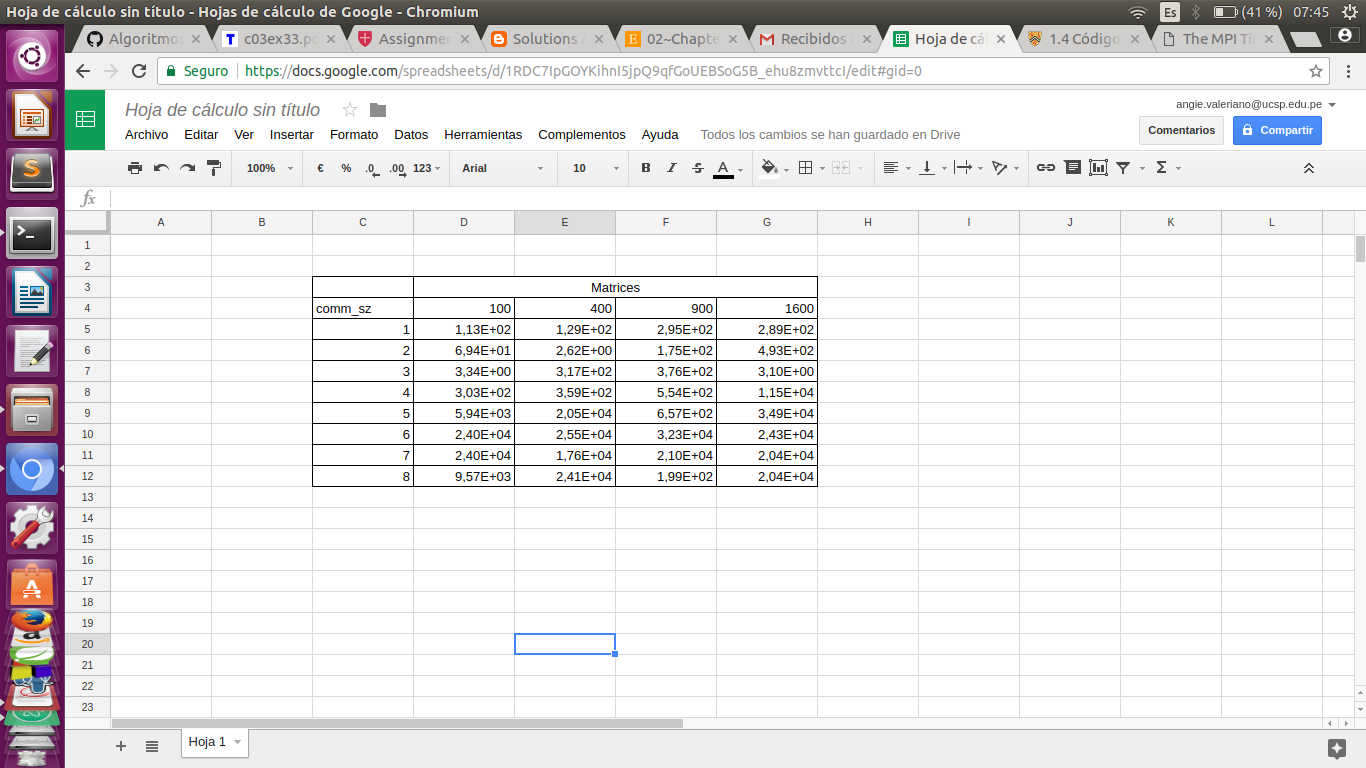 Hoja de cálculo sin título - Hojas de cálculo de Google - Chromium
Es (41 %) 07:45
Algoritmo c03ex33.p Assignme Solutions 02~Chapte Recibidos Hoja de cál 1.4 Código The MPI Ti
Seguro https://docs.google.com/spreadsheets/d/1RDC7IpGOYKihnI5jpQ9qfGoUEBSoG5B_ehu8zmvttcI/edit#gid=0
Hoja de cálculo sin título
angie.valeriano@ucsp.edu.pe
Archivo Editar Ver Insertar Formato Datos Herramientas Complementos Ayuda Todos los cambios se han guardado en Drive
Comentarios Compartir
100% € % .0 .00 123 Arial 10 B I S A Σ
fx
A B C D E F G H I J K L
1
2
3 Matrices
4 comm_sz 100 400 900 1600
5 1 1,13E+02 1,29E+02 2,95E+02 2,89E+02
6 2 6,94E+01 2,62E+00 1,75E+02 4,93E+02
7 3 3,34E+00 3,17E+02 3,76E+02 3,10E+00
8 4 3,03E+02 3,59E+02 5,54E+02 1,15E+04
9 5 5,94E+03 2,05E+04 6,57E+02 3,49E+04
10 6 2,40E+04 2,55E+04 3,23E+04 2,43E+04
11 7 2,40E+04 1,76E+04 2,10E+04 2,04E+04
12 8 9,57E+03 2,41E+04 1,99E+02 2,04E+04
13
14
15
16
17
18
19
20
21
22
23
Hoja 1